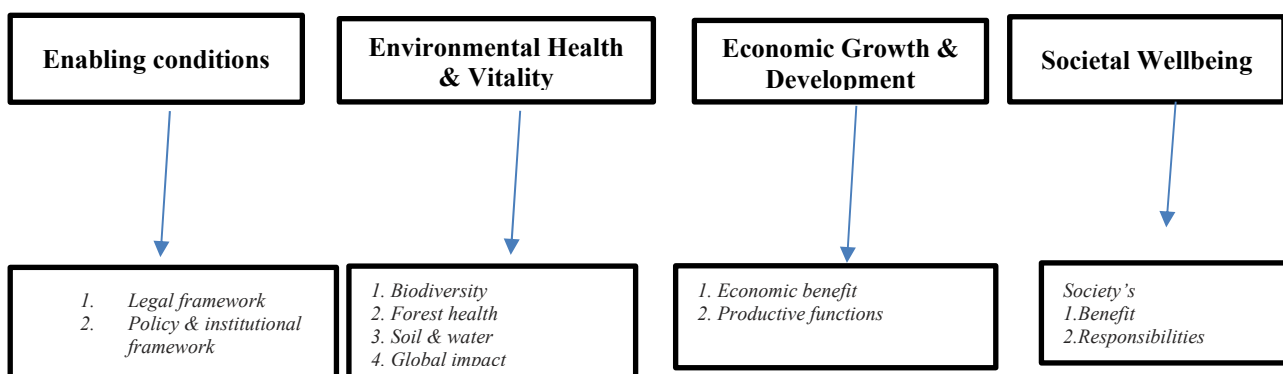 Enabling conditions
Environmental Health
& Vitality
Economic Growth &
Development
Societal Wellbeing
1. Legal framework
2. Policy & institutional
framework
1. Biodiversity
2. Forest health
3. Soil & water
4. Global impact
1. Economic benefit
2. Productive functions
Society’s
1.Benefit
2.Responsibilities